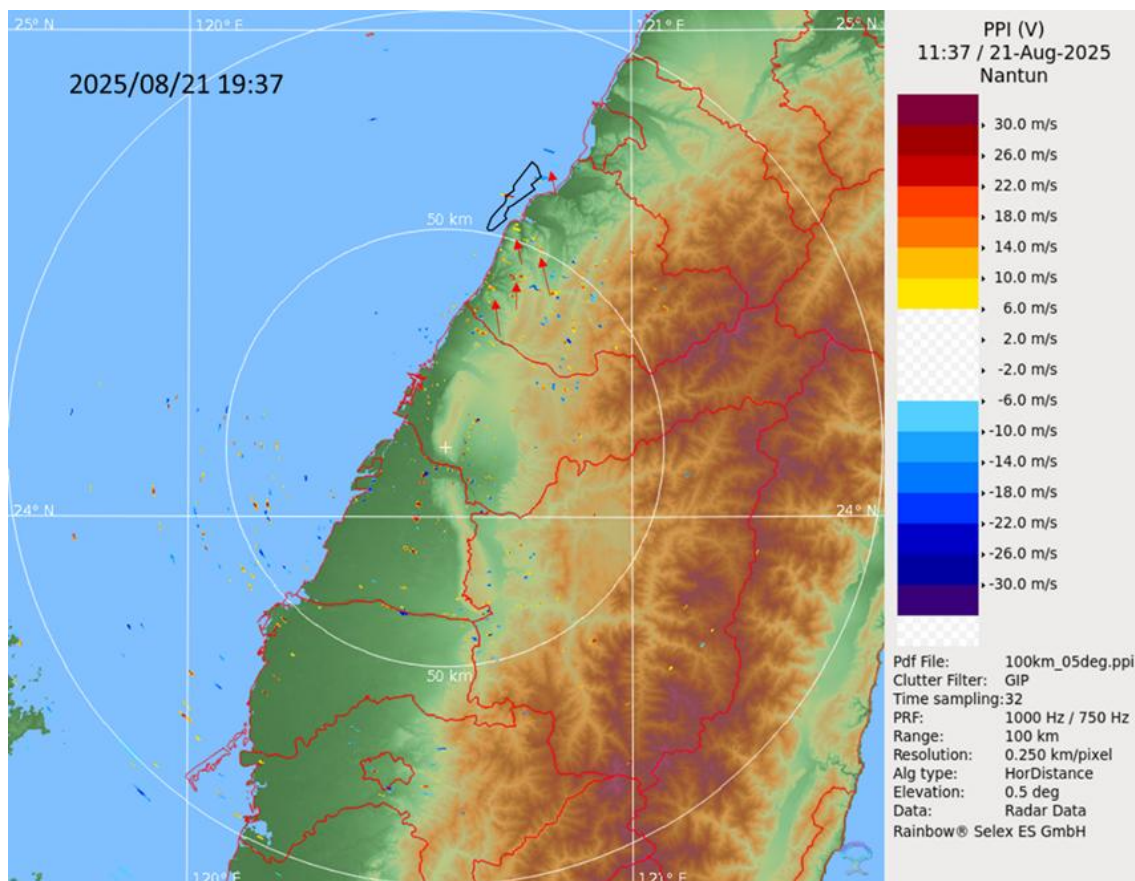 25° N
120° E
121° E
25° N
2025/08/21 19:37
50 km
24° N
24° N
50 km
120° E
121° E
PPI (V)
11:37 / 21-Aug-2025
Nantun
30.0 m/s
26.0 m/s
22.0 m/s
18.0 m/s
14.0 m/s
10.0 m/s
6.0 m/s
2.0 m/s
-2.0 m/s
-6.0 m/s
-10.0 m/s
-14.0 m/s
-18.0 m/s
-22.0 m/s
-26.0 m/s
-30.0 m/s
Pdf File: 100km_05deg.ppi
Clutter Filter: GIP
Time sampling:32
PRF: 1000 Hz / 750 Hz
Range: 100 km
Resolution: 0.250 km/pixel
Alg type: HorDistance
Elevation: 0.5 deg
Data: Radar Data
Rainbow® Selex ES GmbH